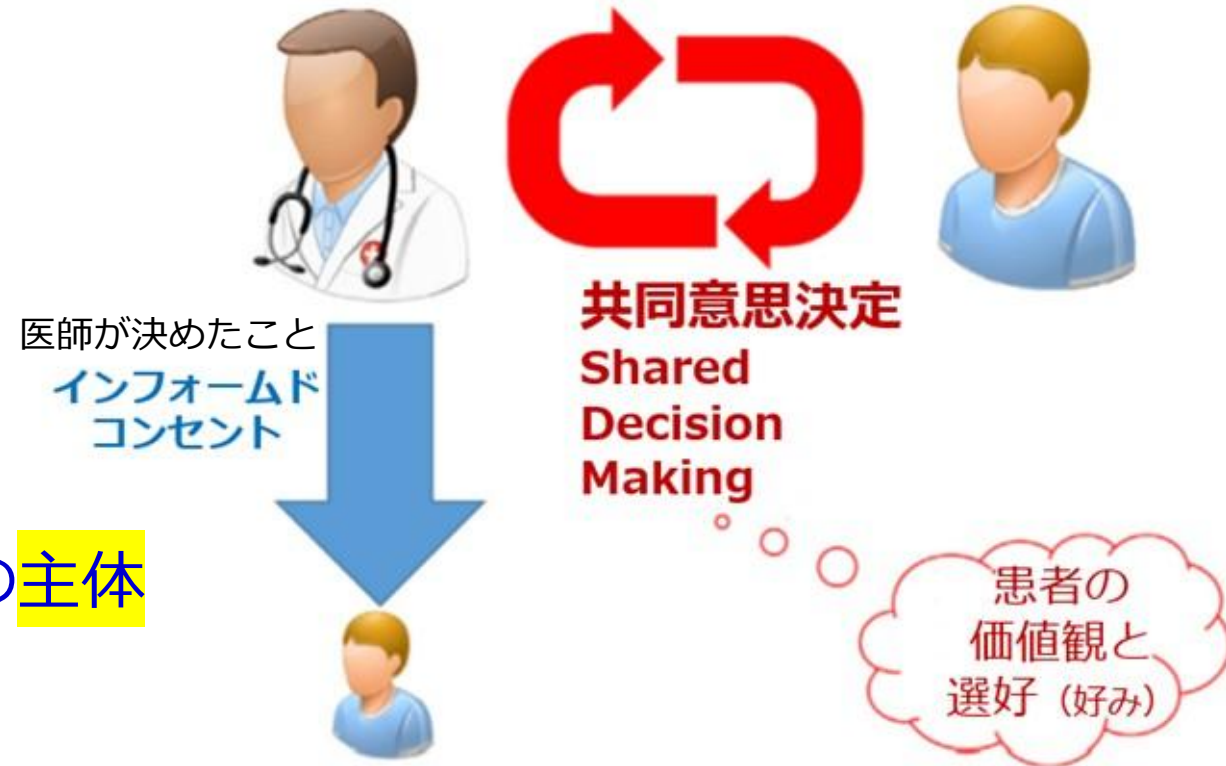 医師が決めたこと
インフォームド
コンセント
共同意思決定
Shared
Decision
Making
の主体
患者の
価値観と
選好（好み）